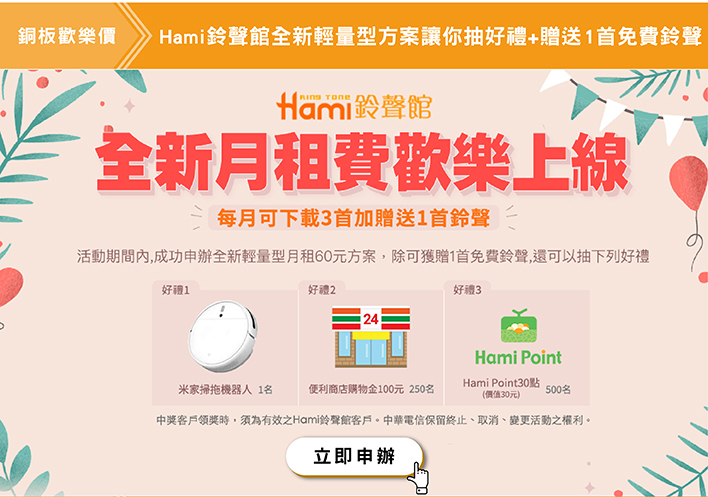 銅板歡樂價
Hami鈴聲館全新輕量型方案讓你抽好禮+贈送1首免費鈴聲
RING TONE
Hami鈴聲館
全新月租費歡樂上線
每月可下載3首加贈送1首鈴聲
活動期間內,成功申辦全新輕量型月租60元方案，除可獲贈1首免費鈴聲,還可以抽下列好禮
好禮1
好禮2
好禮3
24
Hami Point
米家掃拖機器人 1名
便利商店購物金100元 250名
Hami Point30點
(價值30元)
500名
中獎客戶領獎時，須為有效之Hami鈴聲館客戶。中華電信保留終止、取消、變更活動之權利。
立即申辦